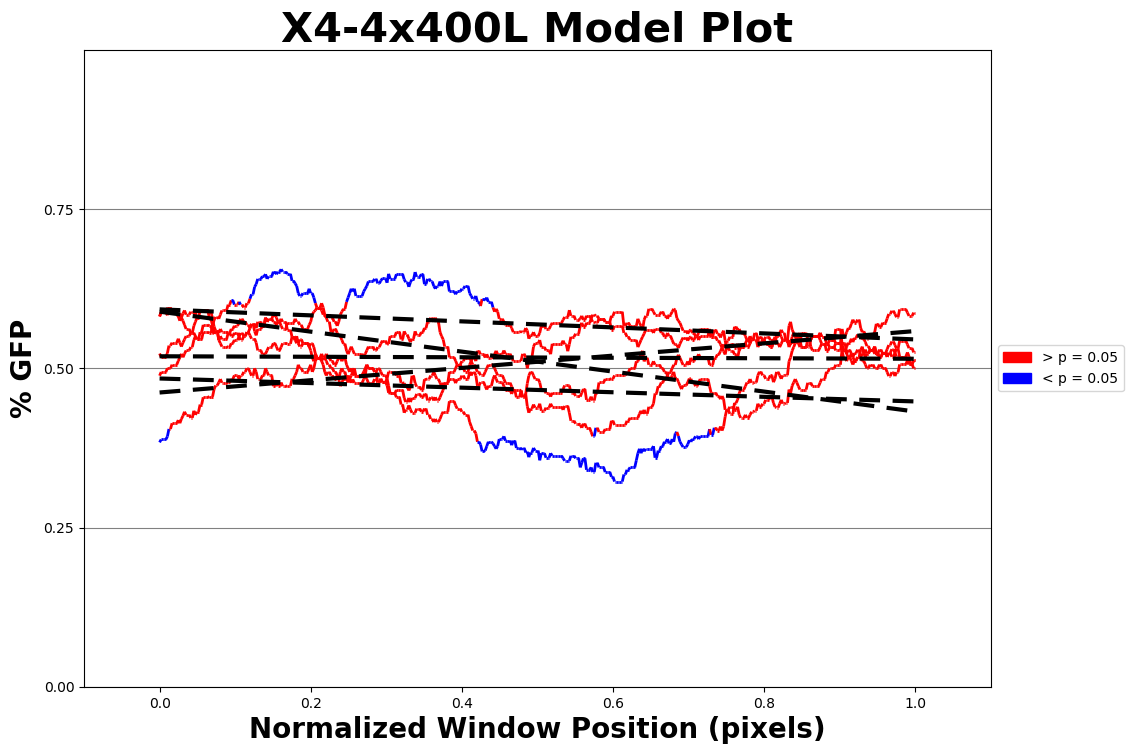 X4-4x400L Model Plot
% GFP
0.75
0.50
0.25
0.00
0.0 0.2 0.4 0.6 0.8 1.0
Normalized Window Position (pixels)
> p = 0.05
< p = 0.05